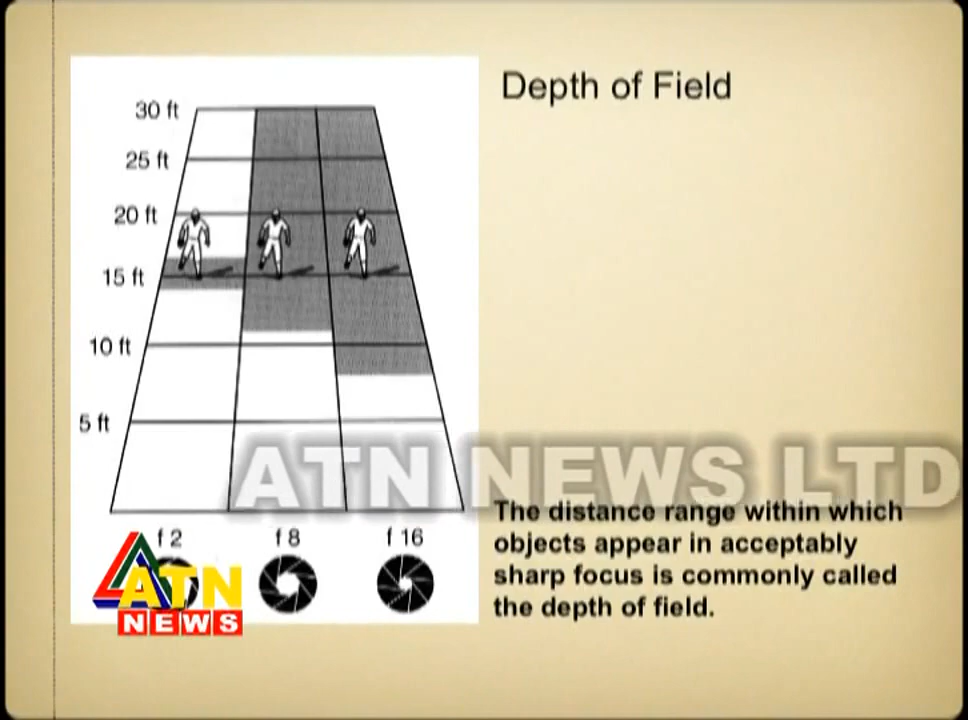 Depth of Field
30 ft
25 ft
20 ft
15 ft
10 ft
5 ft
f 2
f 8
f 16
ATN NEWS LTD
The distance range within which
objects appear in acceptably
sharp focus is commonly called
the depth of field.
ATN
NEWS